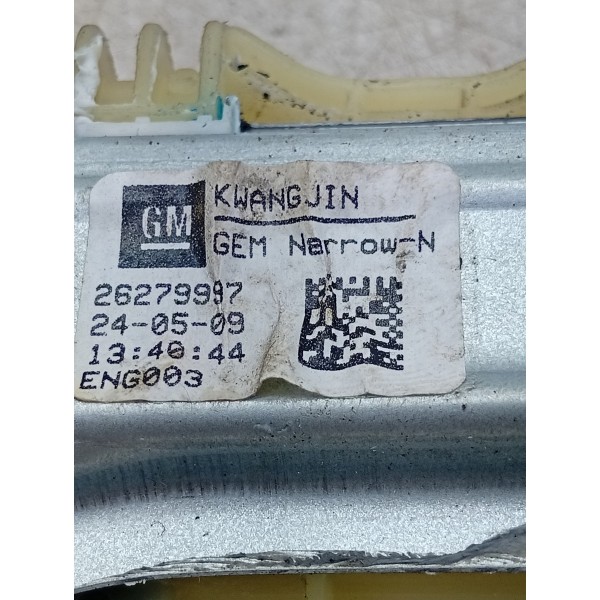 GM
KWANGJIN
GEM Narrow-N
26279997
24-05-09
13:40:44
ENG003